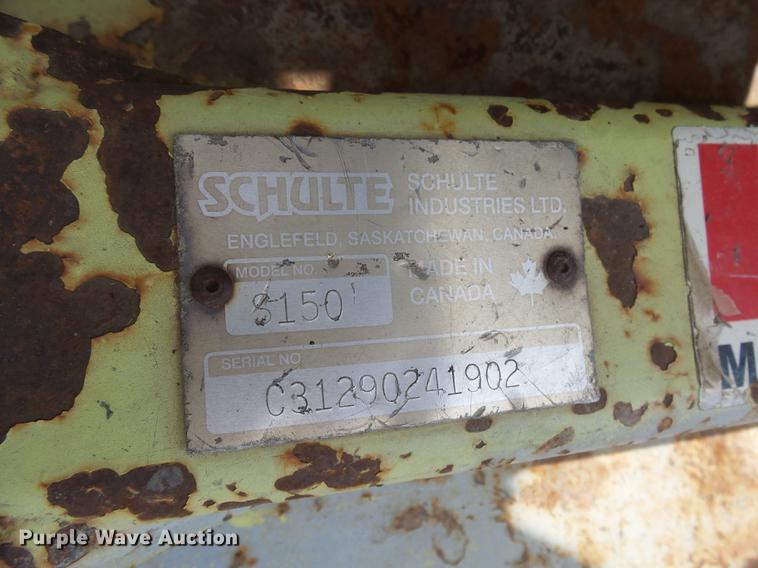 SCHULTE
SCHULTE
INDUSTRIES LTD.
ENGLEFELD, SASKATCHEWAN, CANADA.
MODEL NO.
S150
MADE IN
CANADA
SERIAL NO
C31290241902
M
Purple Wave Auction